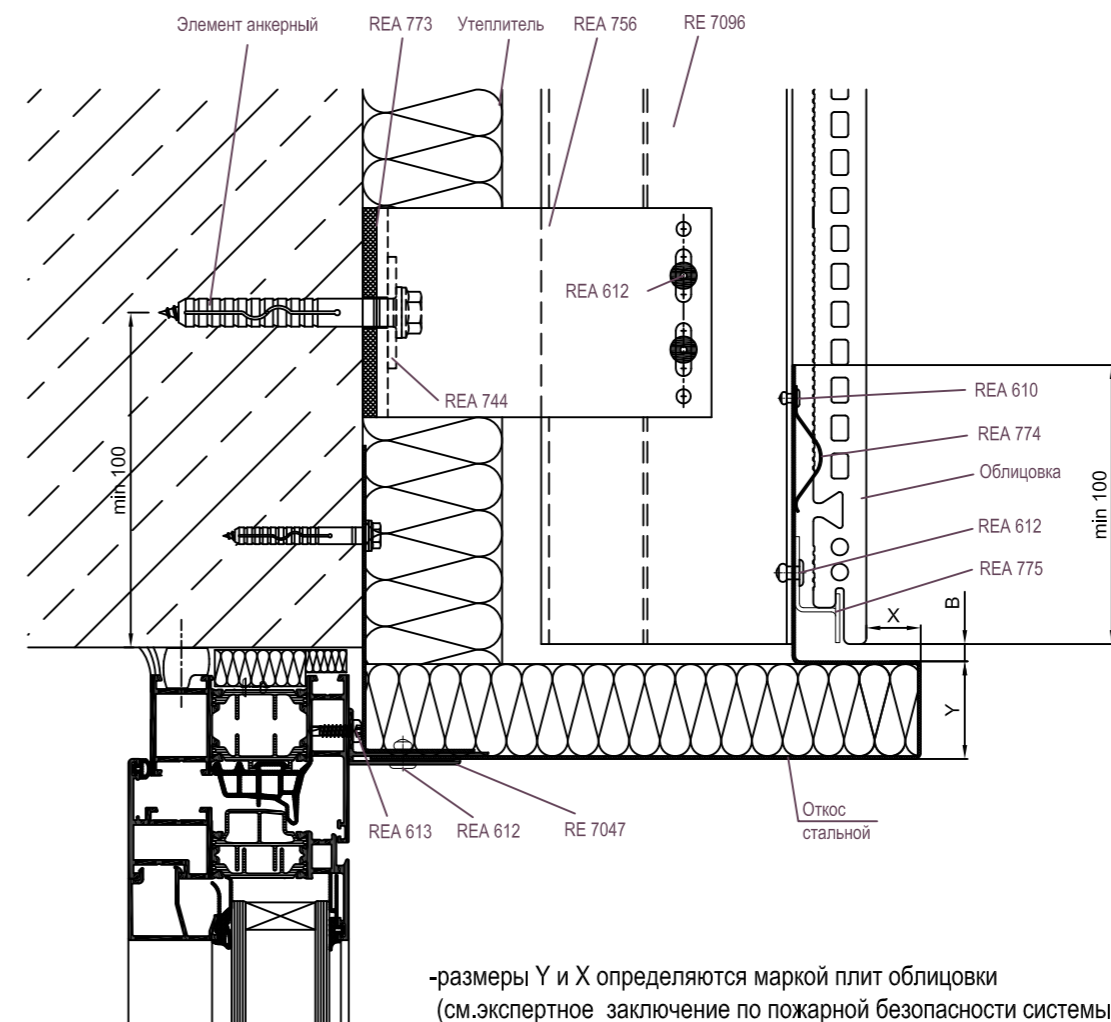 Элемент анкерный
REA 773
Утеплитель
REA 756
RE 7096
REA 612
REA 744
REA 610
REA 774
Облицовка
REA 612
REA 775
min 100
min 100
B
X
Y
REA 613
REA 612
RE 7047
Откос
стальной
-размеры Y и X определяются маркой плит облицовки
(см.экспертное заключение по пожарной безопасности системы